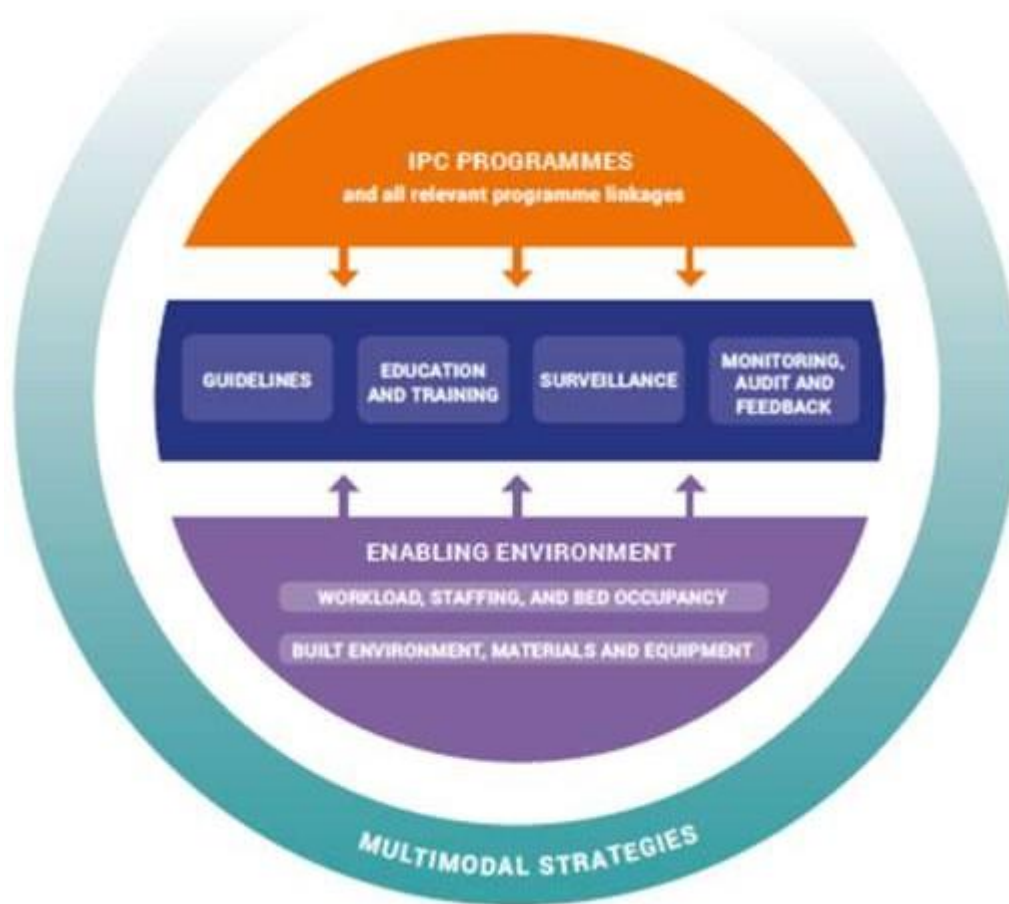 IPC PROGRAMMES
and all relevant programme linkages
GUIDELINES
EDUCATION
AND TRAINING
SURVEILLANCE
MONITORING,
AUDIT AND
FEEDBACK
ENABLING ENVIRONMENT
WORKLOAD, STAFFING, AND BED OCCUPANCY
BUILT ENVIRONMENT, MATERIALS AND EQUIPMENT
MULTIMODAL STRATEGIES